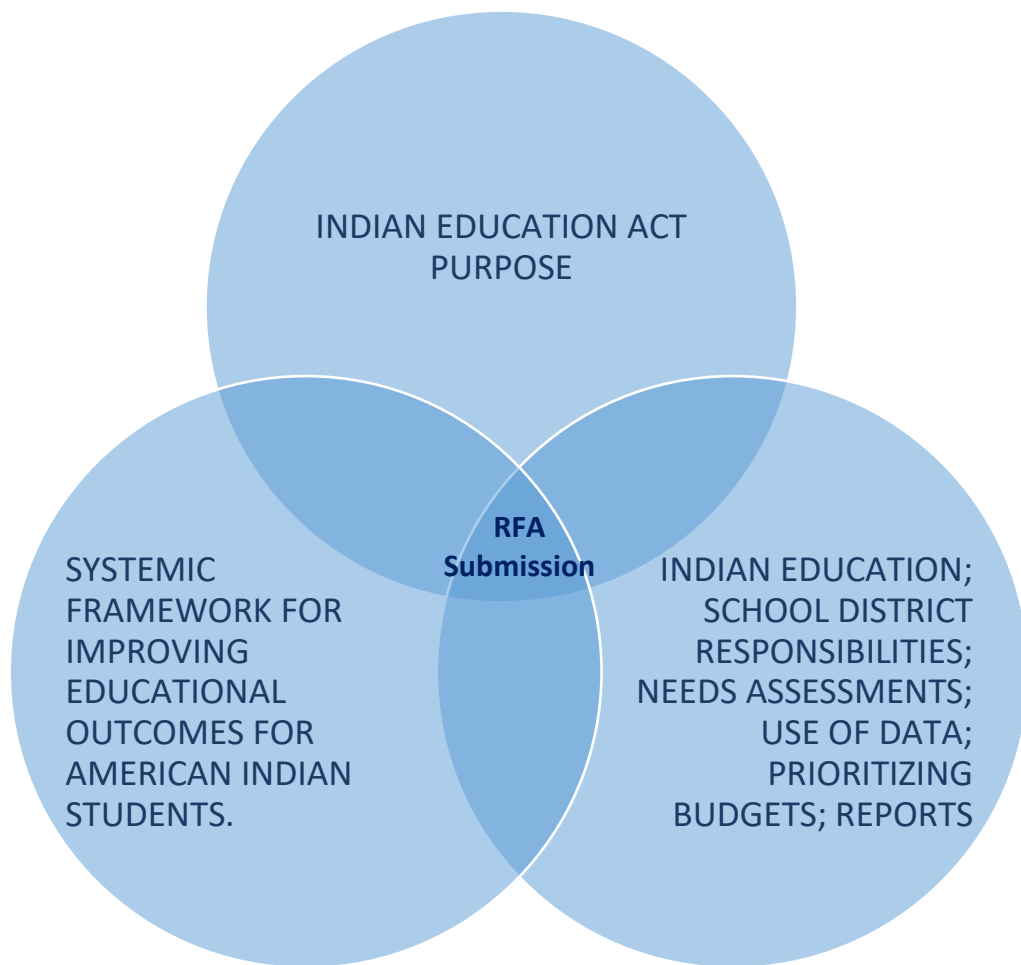 INDIAN EDUCATION ACT
PURPOSE
RFA
Submission
SYSTEMIC
FRAMEWORK FOR
IMPROVING
EDUCATIONAL
OUTCOMES FOR
AMERICAN INDIAN
STUDENTS.
INDIAN EDUCATION;
SCHOOL DISTRICT
RESPONSIBILITIES;
NEEDS ASSESSMENTS;
USE OF DATA;
PRIORITIZING
BUDGETS; REPORTS